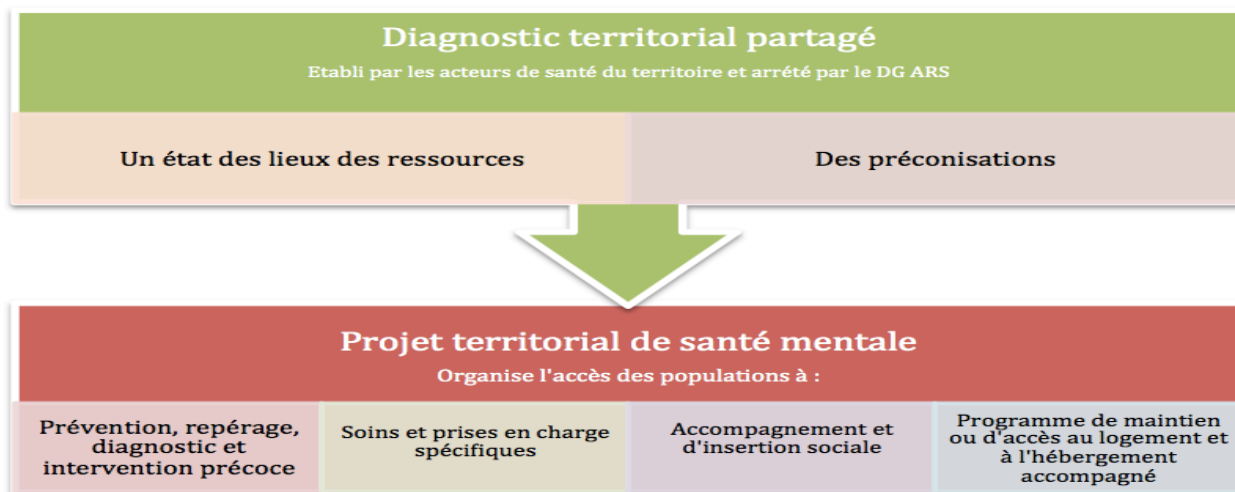 Diagnostic territorial partagé
Etabli par les acteurs de santé du territoire et arrété par le DG ARS
Un état des lieux des ressources
Des préconisations
Projet territorial de santé mentale
Organise l'accès des populations à :
Prévention, repérage,
diagnostic et
intervention précoce
Soins et prises en charge
spécifiques
Accompagnement et
d'insertion sociale
Programme de maintien
ou d'accès au logement et
à l'hébergement
accompagné